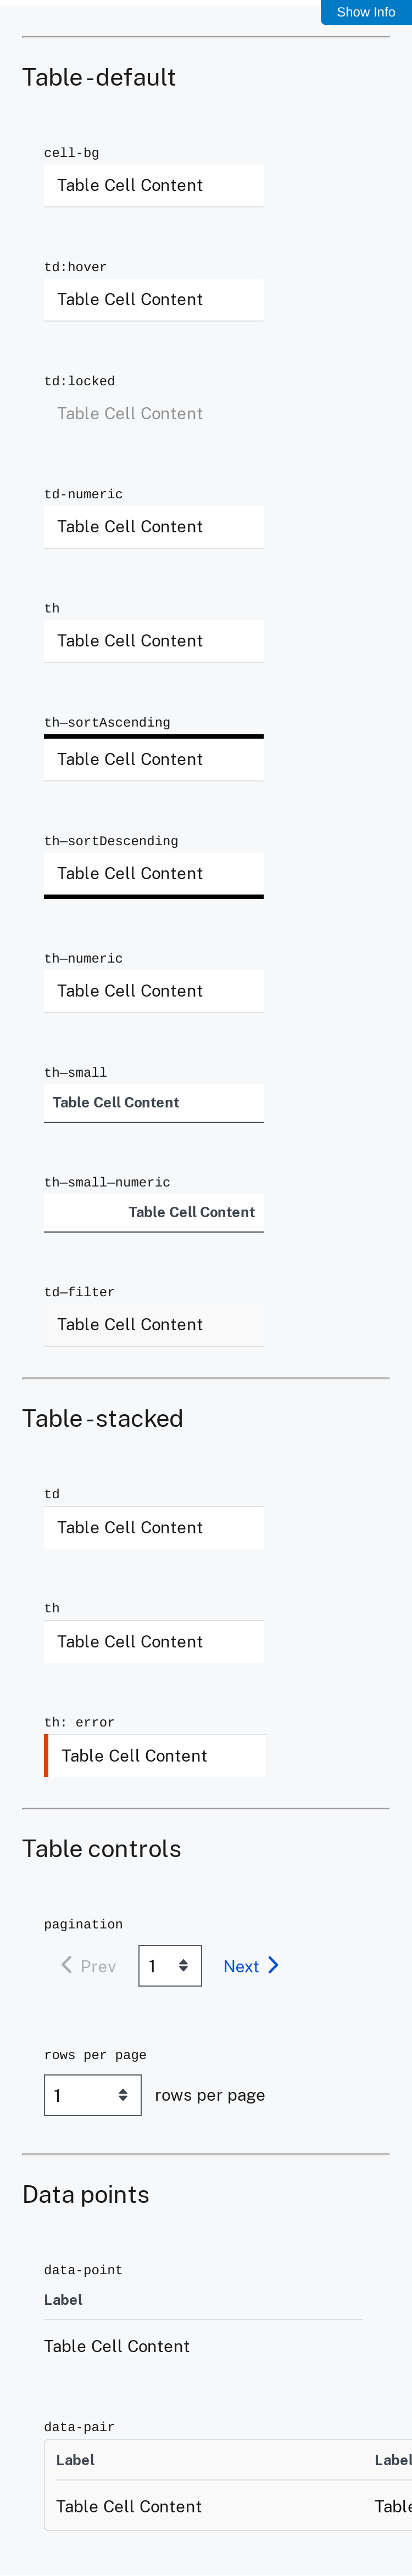 Show Info
Table - default
cell-bg
Table Cell Content
td:hover
Table Cell Content
td:locked
Table Cell Content
td-numeric
Table Cell Content
th
Table Cell Content
th—sortAscending
Table Cell Content
th—sortDescending
Table Cell Content
th—numeric
Table Cell Content
th—small
Table Cell Content
th—small—numeric
Table Cell Content
td—filter
Table Cell Content
Table - stacked
td
Table Cell Content
th
Table Cell Content
th: error
Table Cell Content
Table controls
pagination
Prev 1 Next
rows per page
1 rows per page
Data points
data-point
Label
Table Cell Content
data-pair
Label Label
Table Cell Content Table